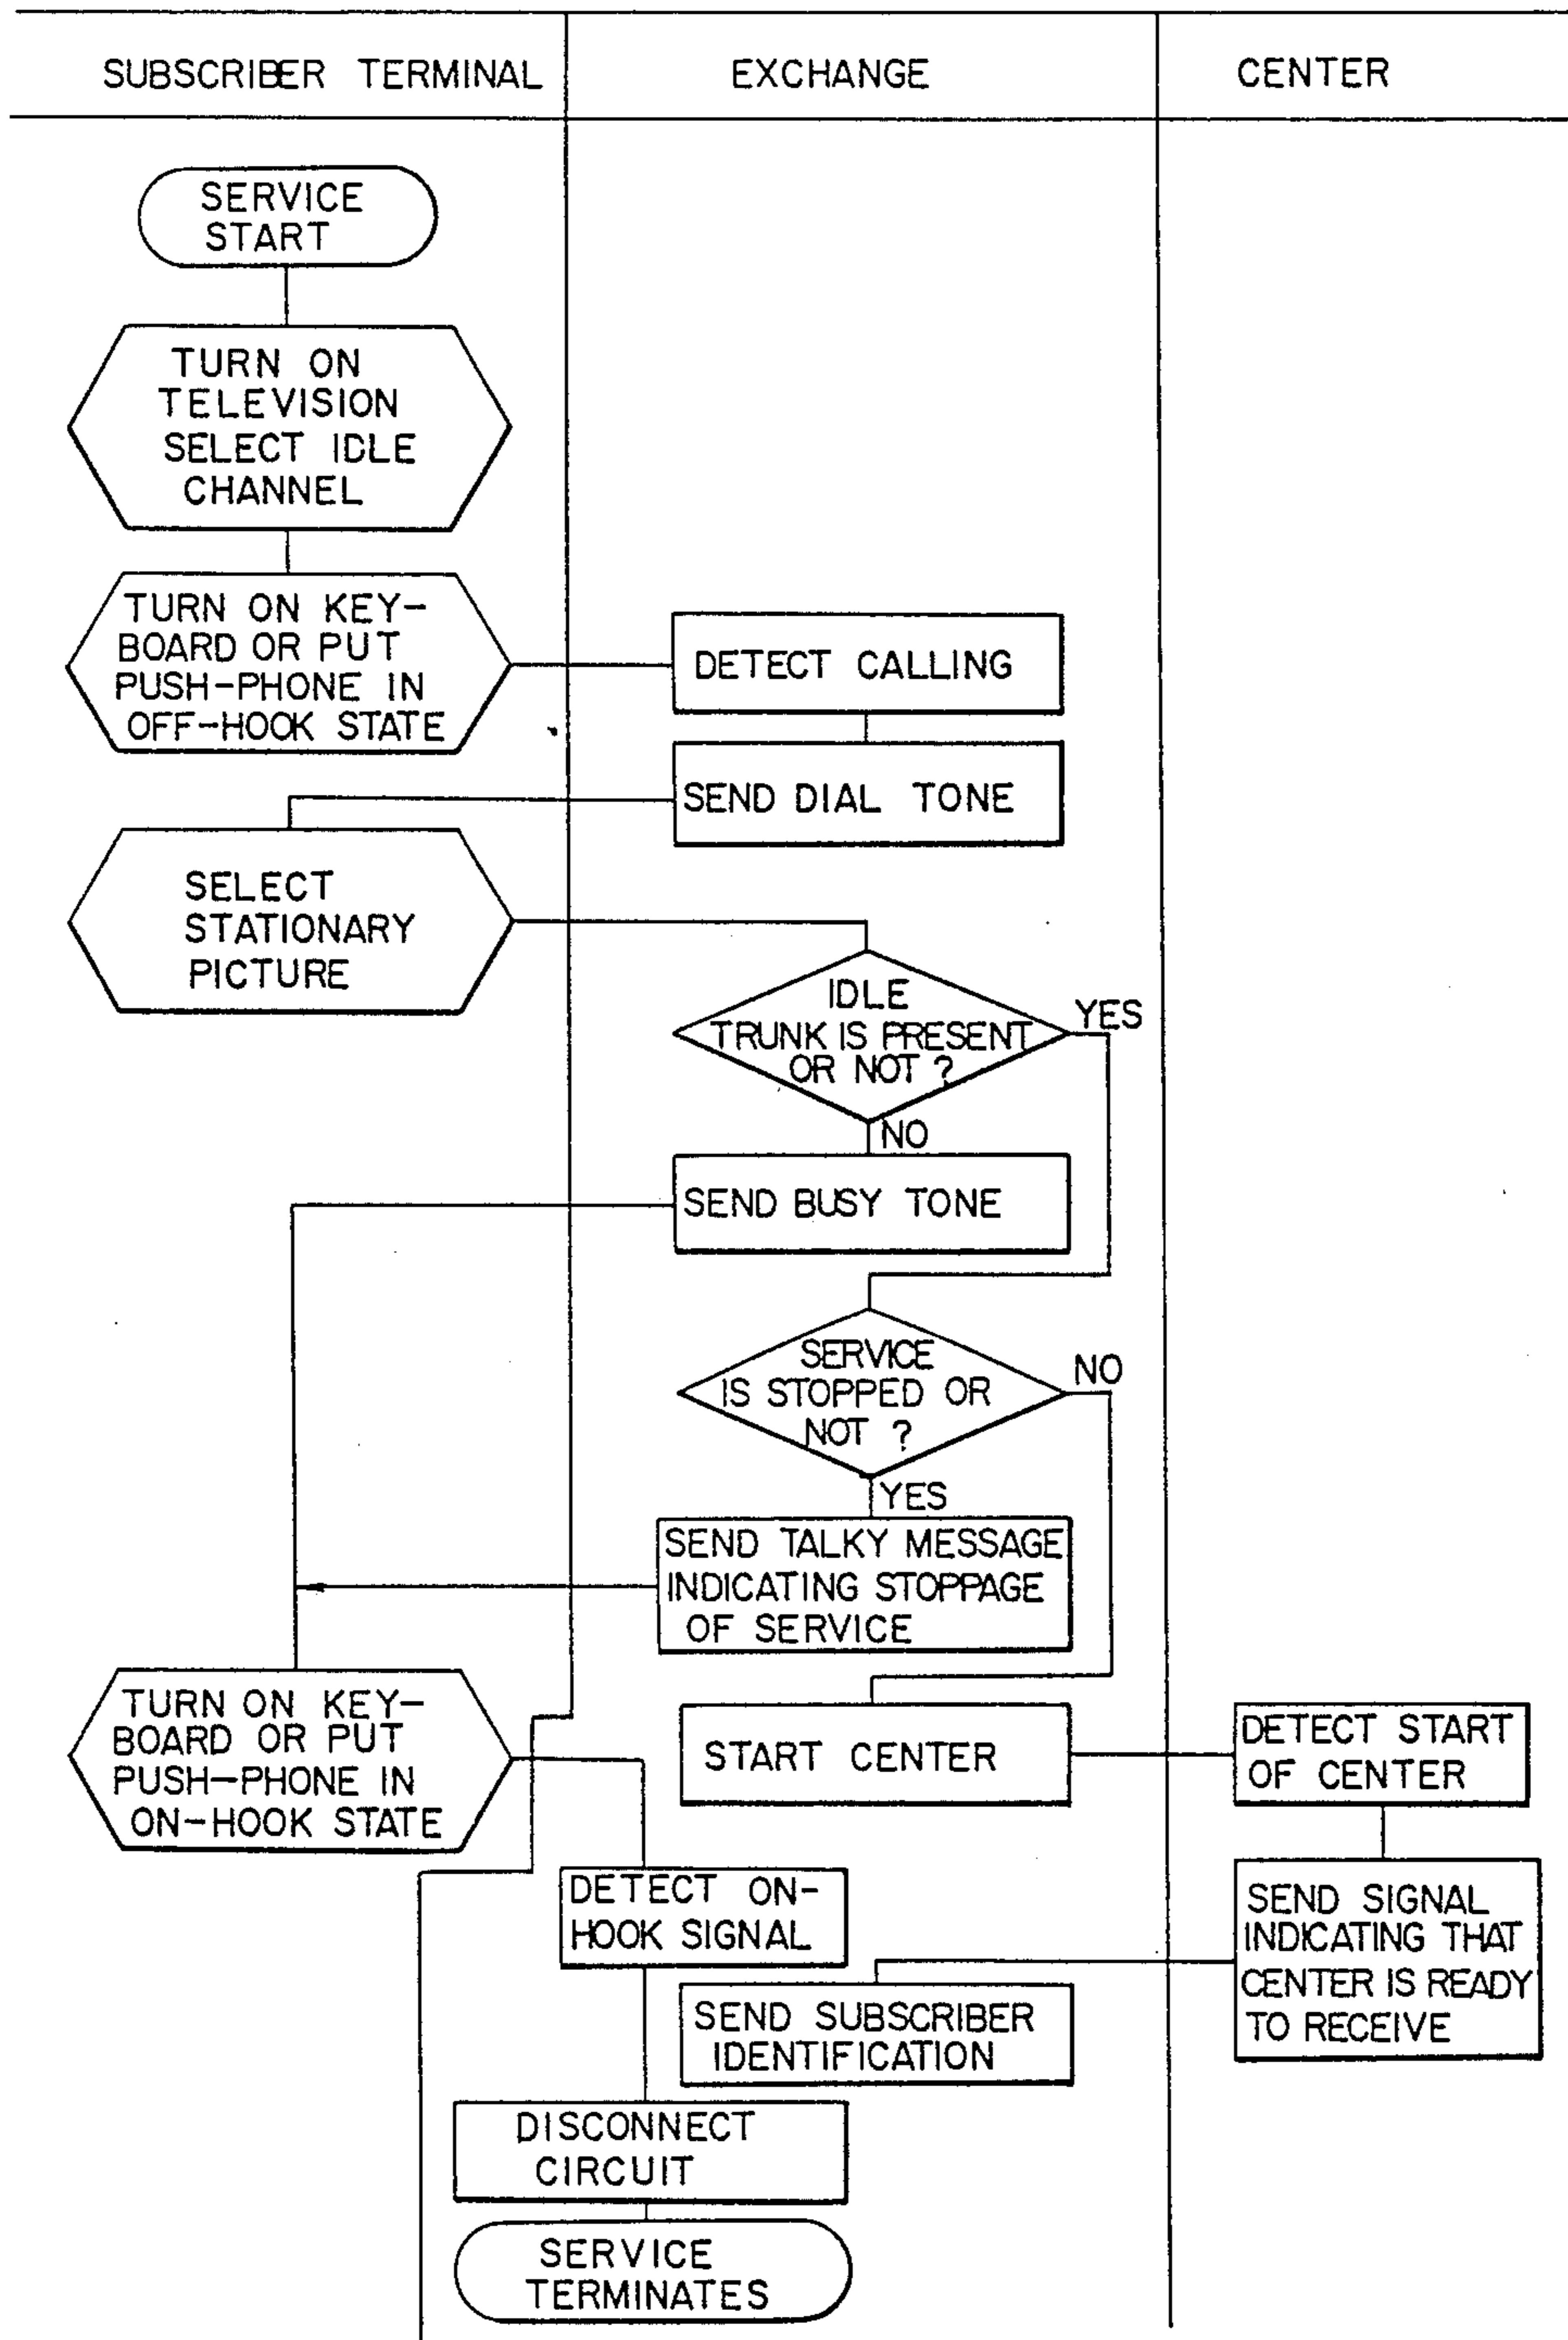 SUBSCRIBER TERMINAL
EXCHANGE
CENTER
SERVICE
START
TURN ON
TELEVISION
SELECT IDLE
CHANNEL
TURN ON KEY-
BOARD OR PUT
PUSH-PHONE IN
OFF-HOOK STATE
DETECT CALLING
SEND DIAL TONE
SELECT
STATIONARY
PICTURE
IDLE
TRUNK IS PRESENT
OR NOT ?
YES
NO
SEND BUSY TONE
SERVICE
IS STOPPED OR
NOT ?
NO
YES
SEND TALKY MESSAGE
INDICATING STOPPAGE
OF SERVICE
TURN ON KEY-
BOARD OR PUT
PUSH-PHONE IN
ON-HOOK STATE
START CENTER
DETECT START
OF CENTER
DETECT ON-
HOOK SIGNAL
SEND SIGNAL
INDICATING THAT
CENTER IS READY
TO RECEIVE
SEND SUBSCRIBER
IDENTIFICATION
DISCONNECT
CIRCUIT
SERVICE
TERMINATES